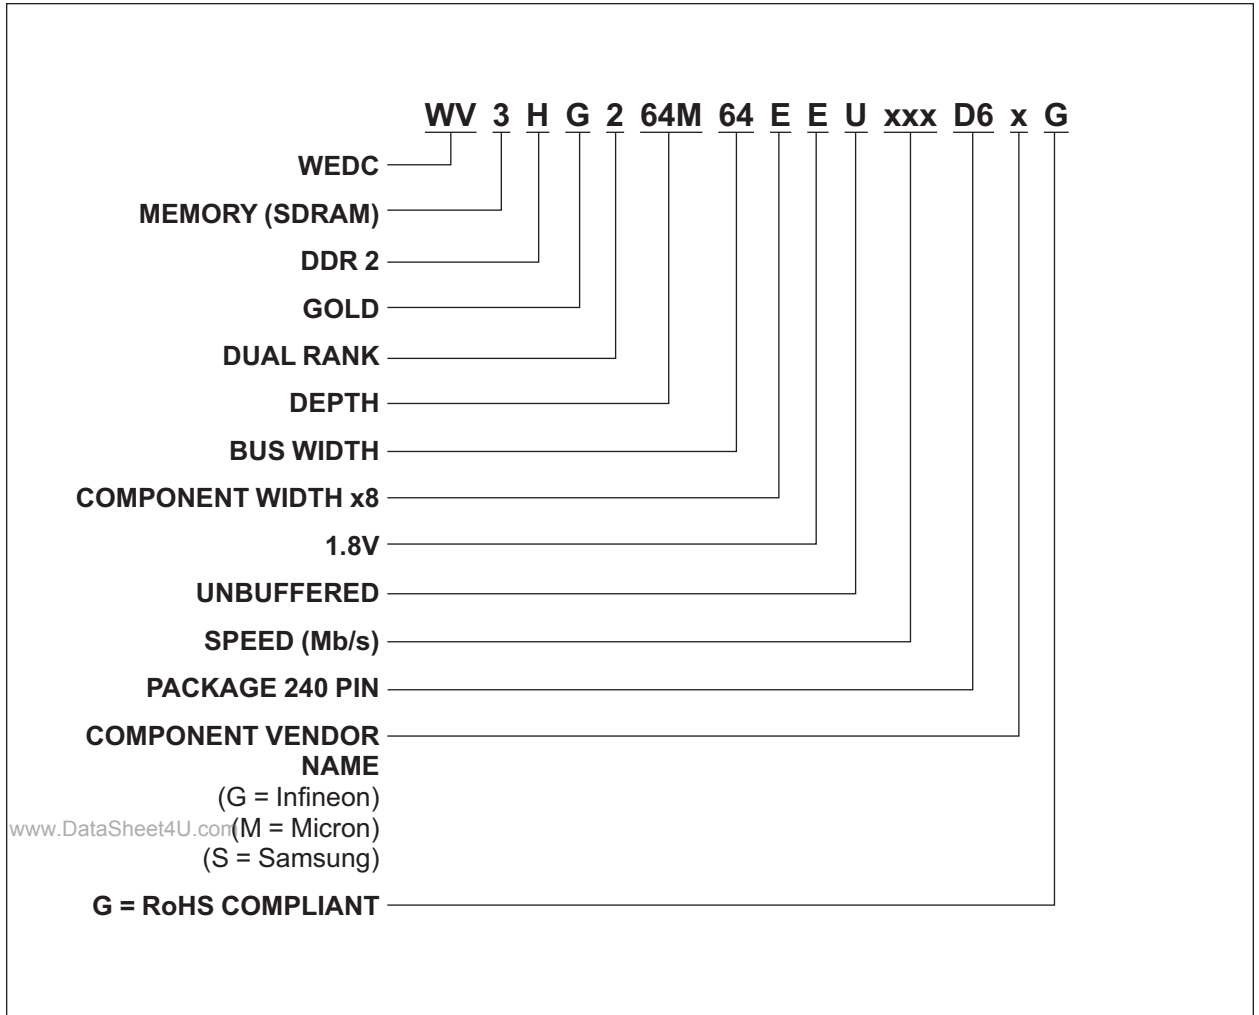 WV 3 H G 2 64M 64 E E U xxx D6 x G
WEDC
MEMORY (SDRAM)
DDR 2
GOLD
DUAL RANK
DEPTH
BUS WIDTH
COMPONENT WIDTH x8
1.8V
UNBUFFERED
SPEED (Mb/s)
PACKAGE 240 PIN
COMPONENT VENDOR
NAME
(G = Infineon)
www.DataSheet4U.com
(M = Micron)
(S = Samsung)
G = RoHS COMPLIANT